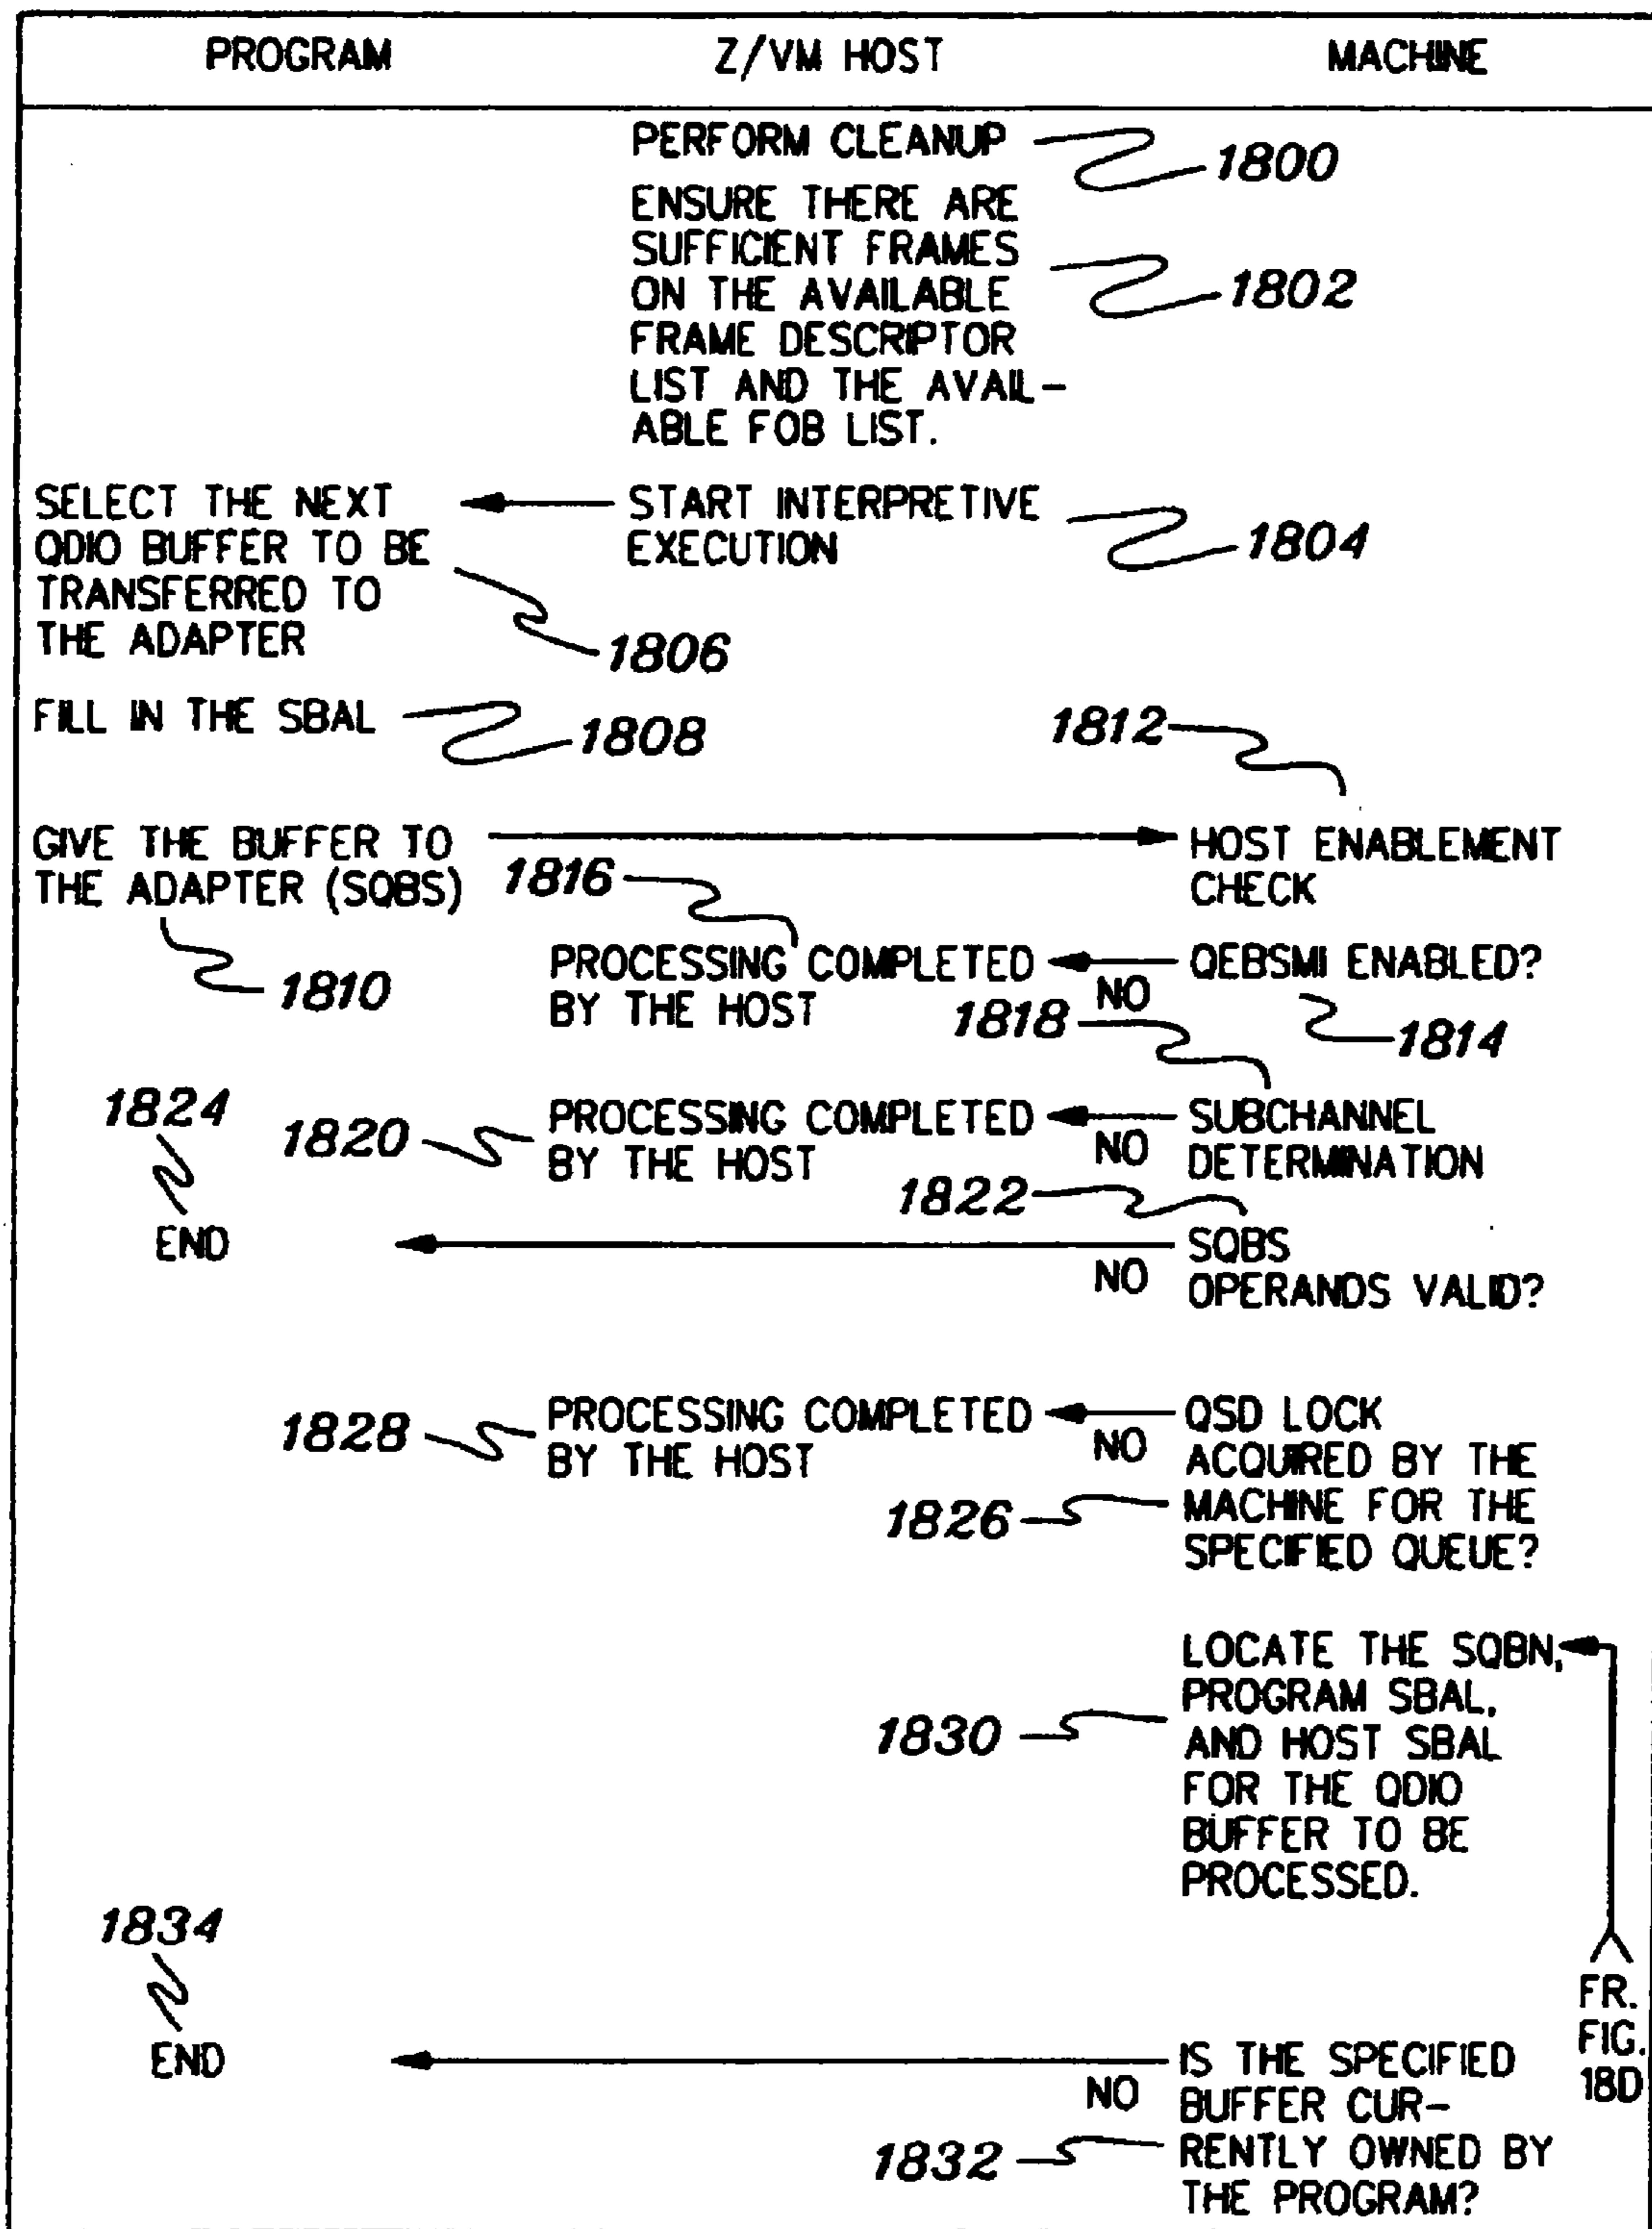 PROGRAM Z/VM HOST MACHINE
PERFORM CLEANUP 1800
ENSURE THERE ARE
SUFFICIENT FRAMES
ON THE AVAILABLE 1802
FRAME DESCRIPTOR
LIST AND THE AVAIL-
ABLE FOB LIST.
SELECT THE NEXT
QDIO BUFFER TO BE
TRANSFERRED TO
THE ADAPTER
1806
START INTERPRETIVE
EXECUTION
1804
FILL IN THE SBAL 1808
1812
GIVE THE BUFFER TO
THE ADAPTER (SQBS)
1810
HOST ENABLEMENT
CHECK
1816
PROCESSING COMPLETED
BY THE HOST
NO
QEBSMI ENABLED?
1814
1818
1824
END
1820
PROCESSING COMPLETED
BY THE HOST
NO
SUBCHANNEL
DETERMINATION
1822
NO
SQBS
OPERANDS VALID?
1828
PROCESSING COMPLETED
BY THE HOST
NO
QSD LOCK
ACQUIRED BY THE
MACHINE FOR THE
SPECIFIED QUEUE?
1826
LOCATE THE SQBN,
PROGRAM SBAL,
AND HOST SBAL
FOR THE QDIO
BUFFER TO BE
PROCESSED.
1830
FR.
FIG.
18D
1834
END
NO
IS THE SPECIFIED
BUFFER CUR-
RENTLY OWNED BY
THE PROGRAM?
1832